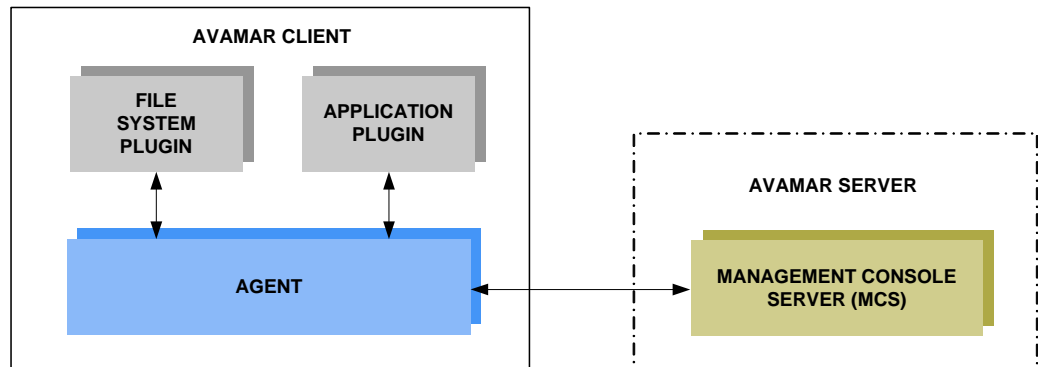 AVAMAR CLIENT
FILE
SYSTEM
PLUGIN
APPLICATION
PLUGIN
AGENT
AVAMAR SERVER
MANAGEMENT CONSOLE
SERVER (MCS)